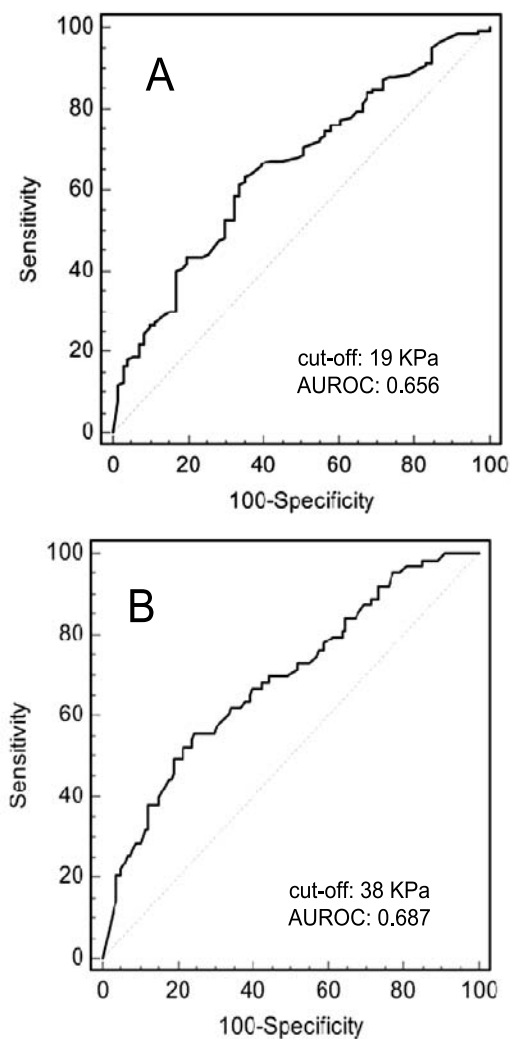 A
Sensitivity
100
80
60
40
20
0
cut-off: 19 KPa
AUROC: 0.656
0 20 40 60 80 100
100-Specificity
B
Sensitivity
100
80
60
40
20
0
cut-off: 38 KPa
AUROC: 0.687
0 20 40 60 80 100
100-Specificity